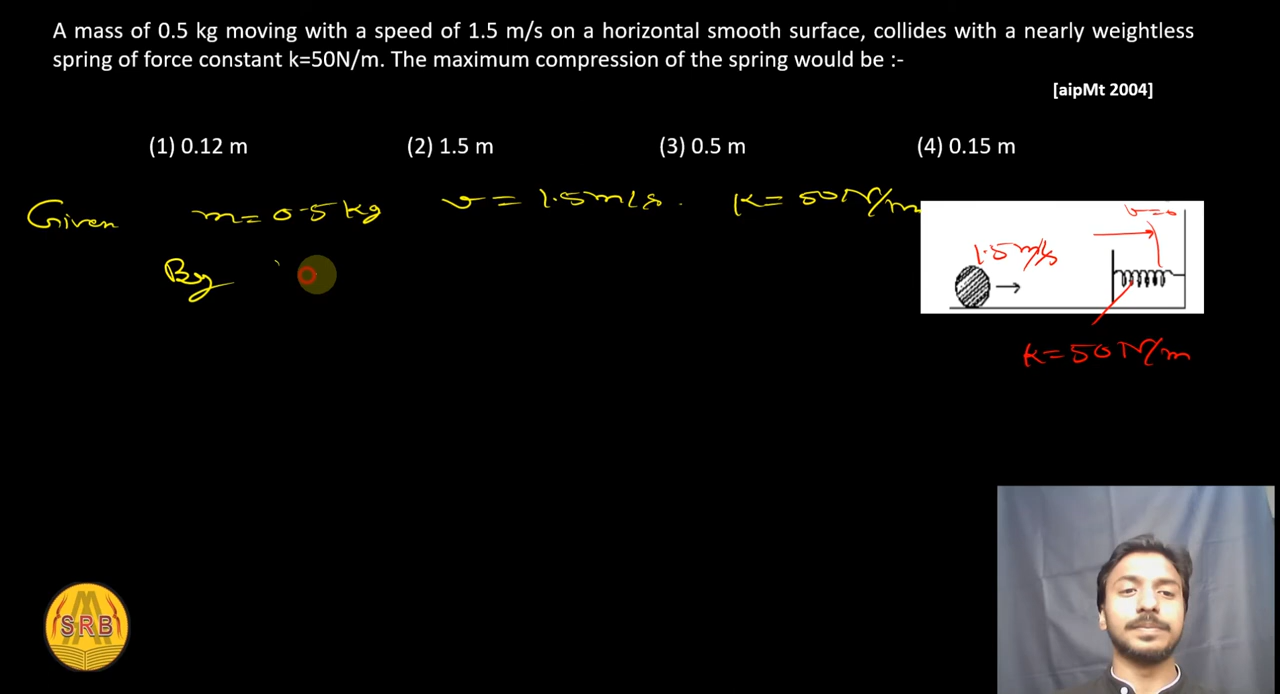 A mass of 0.5 kg moving with a speed of 1.5 m/s on a horizontal smooth surface, collides with a nearly weightless
spring of force constant k=50N/m. The maximum compression of the spring would be :-
[aipMt 2004]
(1) 0.12 m (2) 1.5 m (3) 0.5 m (4) 0.15 m
Given m = 0.5 kg v = 1.5 m/s. K = 50 N/m
v=0
1.5 m/s
By
K = 50 N/m
SRB